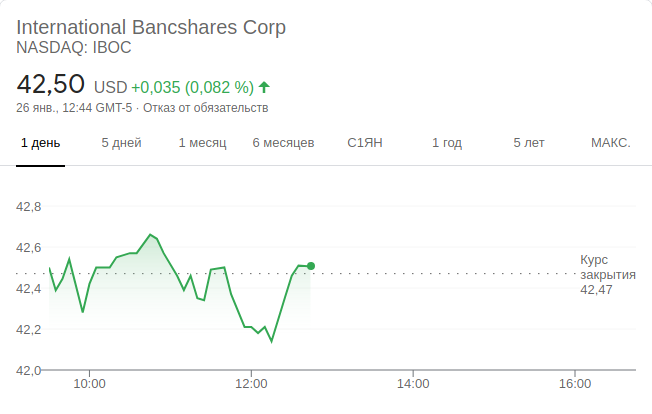 International Bancshares Corp
NASDAQ: IBOC
42,50 USD +0,035 (0,082 %)
26 янв., 12:44 GMT-5 · Отказ от обязательств
1 день 5 дней 1 месяц 6 месяцев С1ЯН 1 год 5 лет МАКС.
42,8
42,6
42,4
42,2
42,0
Курс
закрытия
42,47
10:00 12:00 14:00 16:00